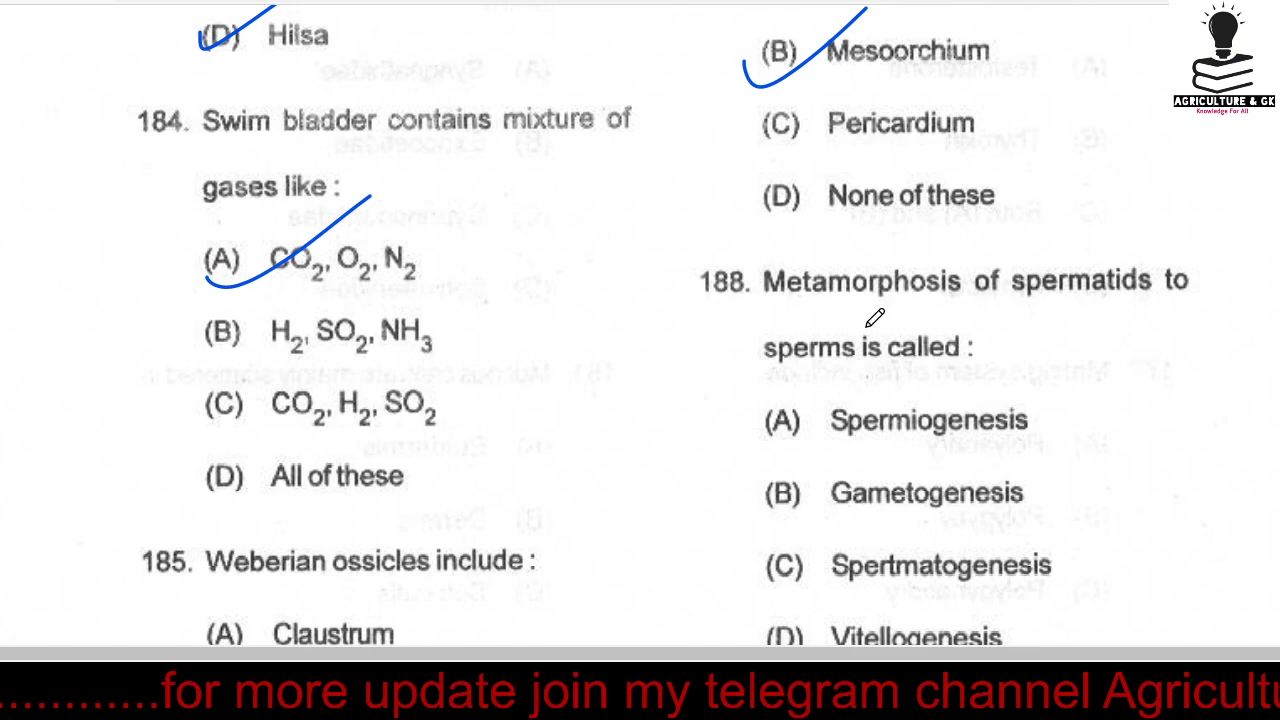 (D) Hilsa
184. Swim bladder contains mixture of
gases like :
(A) CO2, O2, N2
(B) H2, SO2, NH3
(C) CO2, H2, SO2
(D) All of these
185. Weberian ossicles include :
(A) Claustrum
(B) Mesoorchium
(C) Pericardium
(D) None of these
188. Metamorphosis of spermatids to
sperms is called :
(A) Spermiogenesis
(B) Gametogenesis
(C) Spertmatogenesis
(D) Vitellogenesis
AGRICULTURE & GK
Knowledge For All
............for more update join my telegram channel Agricultu